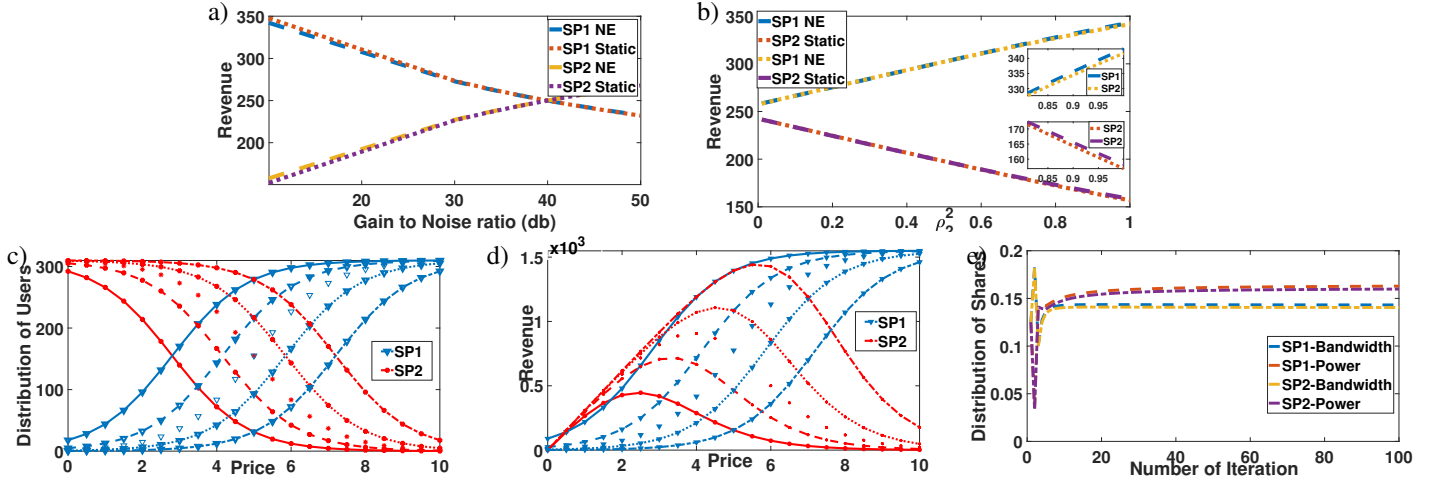 a)
350
300
250
200
Revenue
20
30
40
50
Gain to Noise ratio (db)
SP1 NE
SP1 Static
SP2 NE
SP2 Static
b)
350
300
250
200
150
Revenue
0
0.2
0.4
0.6
0.8
1
SP1 NE
SP2 Static
SP1 NE
SP2 Static
340
335
330
0.85
0.9
0.95
SP1
SP2
170
165
160
0.85
0.9
0.95
SP2
SP2
c)
300
200
100
0
Distribution of Users
0
2
4
6
8
10
Price
SP1
SP2
d)
x10³
1.5
1.0
0.5
0
Revenue
2
4
6
8
10
Price
SP1
SP2
e)
0.2
0.15
0.1
0.05
0
Distribution of Shares
0
20
40
60
80
100
Number of Iteration
SP1-Bandwidth
SP1-Power
SP2-Bandwidth
SP2-Power